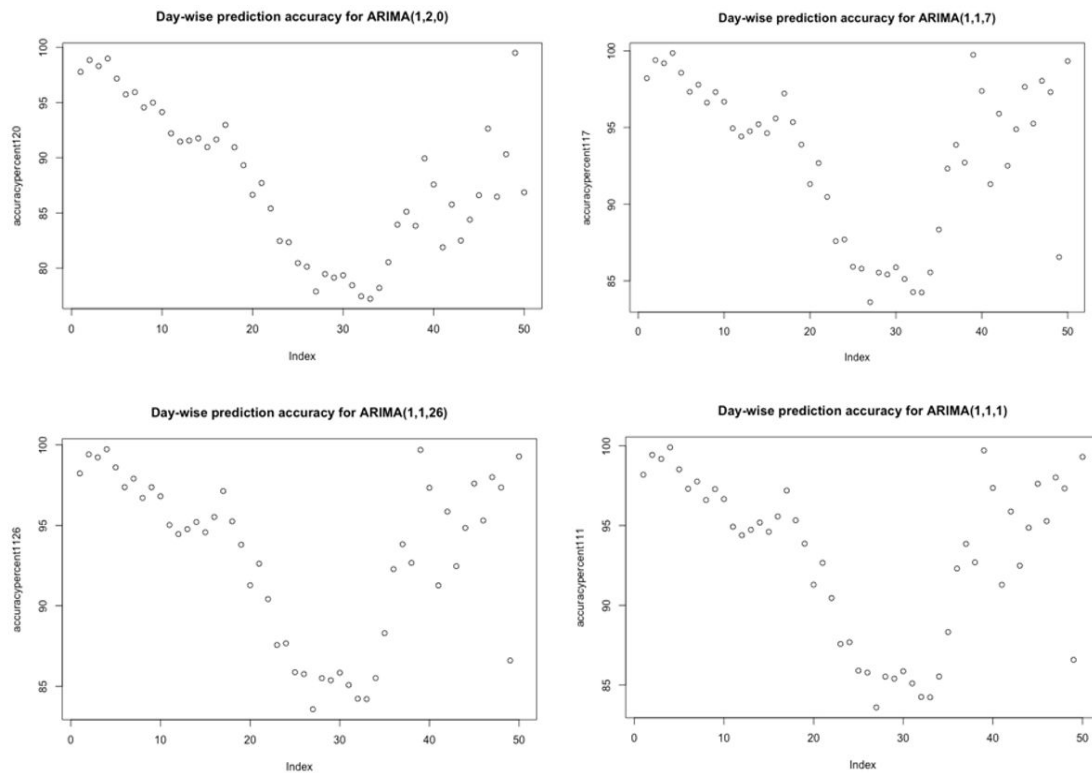 Day-wise prediction accuracy for ARIMA(1,2,0)
accuracypercent120
100
95
90
85
80
0 10 20 30 40 50
Index
Day-wise prediction accuracy for ARIMA(1,1,7)
accuracypercent117
100
95
90
85
0 10 20 30 40 50
Index
Day-wise prediction accuracy for ARIMA(1,1,26)
accuracypercent1126
100
95
90
85
0 10 20 30 40 50
Index
Day-wise prediction accuracy for ARIMA(1,1,1)
accuracypercent111
100
95
90
85
0 10 20 30 40 50
Index